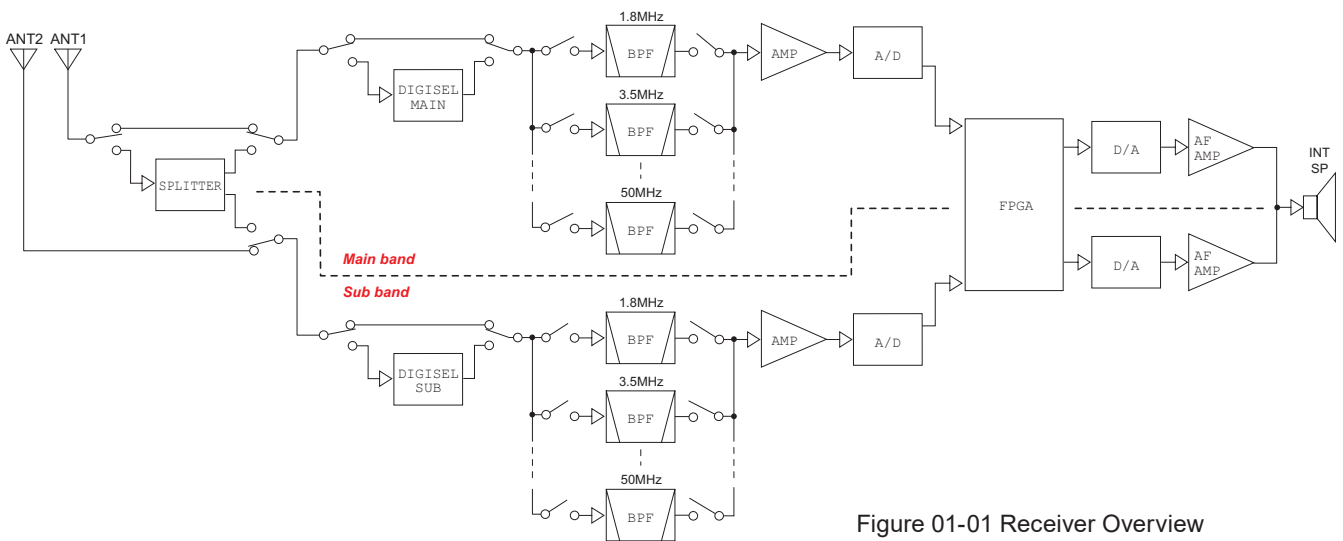 ANT2
ANT1
SPLITTER
DIGISEL
MAIN
1.8MHz
BPF
3.5MHz
BPF
50MHz
BPF
AMP
A/D
Main band
Sub band
DIGISEL
SUB
1.8MHz
BPF
3.5MHz
BPF
50MHz
BPF
AMP
A/D
FPGA
D/A
AF
AMP
D/A
AF
AMP
INT
SP
Figure 01-01 Receiver Overview